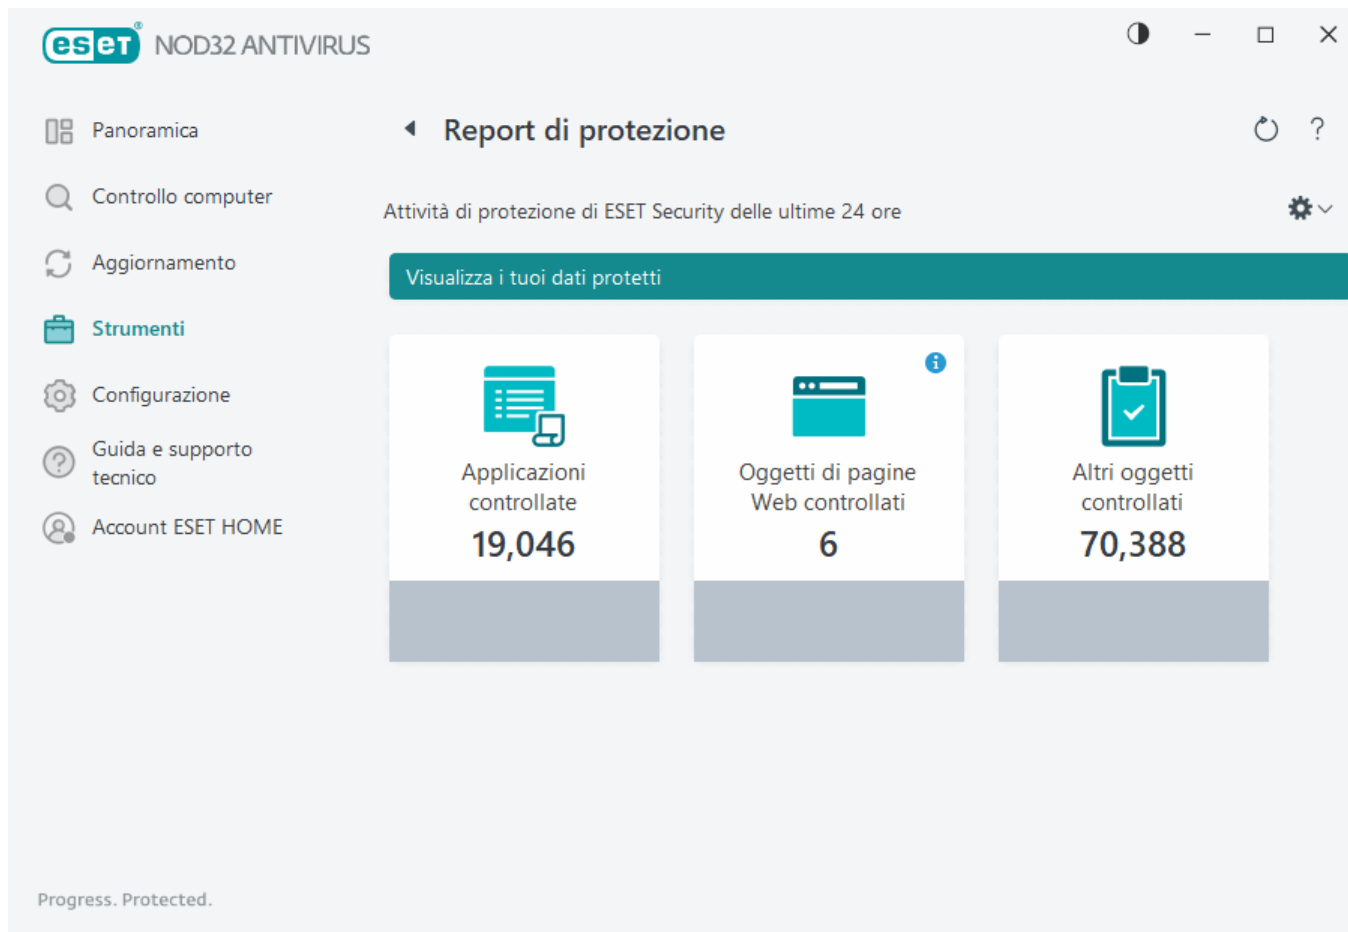 eset® NOD32 ANTIVIRUS
Panoramica
Controllo computer
Aggiornamento
Strumenti
Configurazione
Guida e supporto
tecnico
Account ESET HOME
Report di protezione
?
Attività di protezione di ESET Security delle ultime 24 ore
Visualizza i tuoi dati protetti
Applicazioni
controllate
19,046
i
Oggetti di pagine
Web controllati
6
Altri oggetti
controllati
70,388
Progress. Protected.